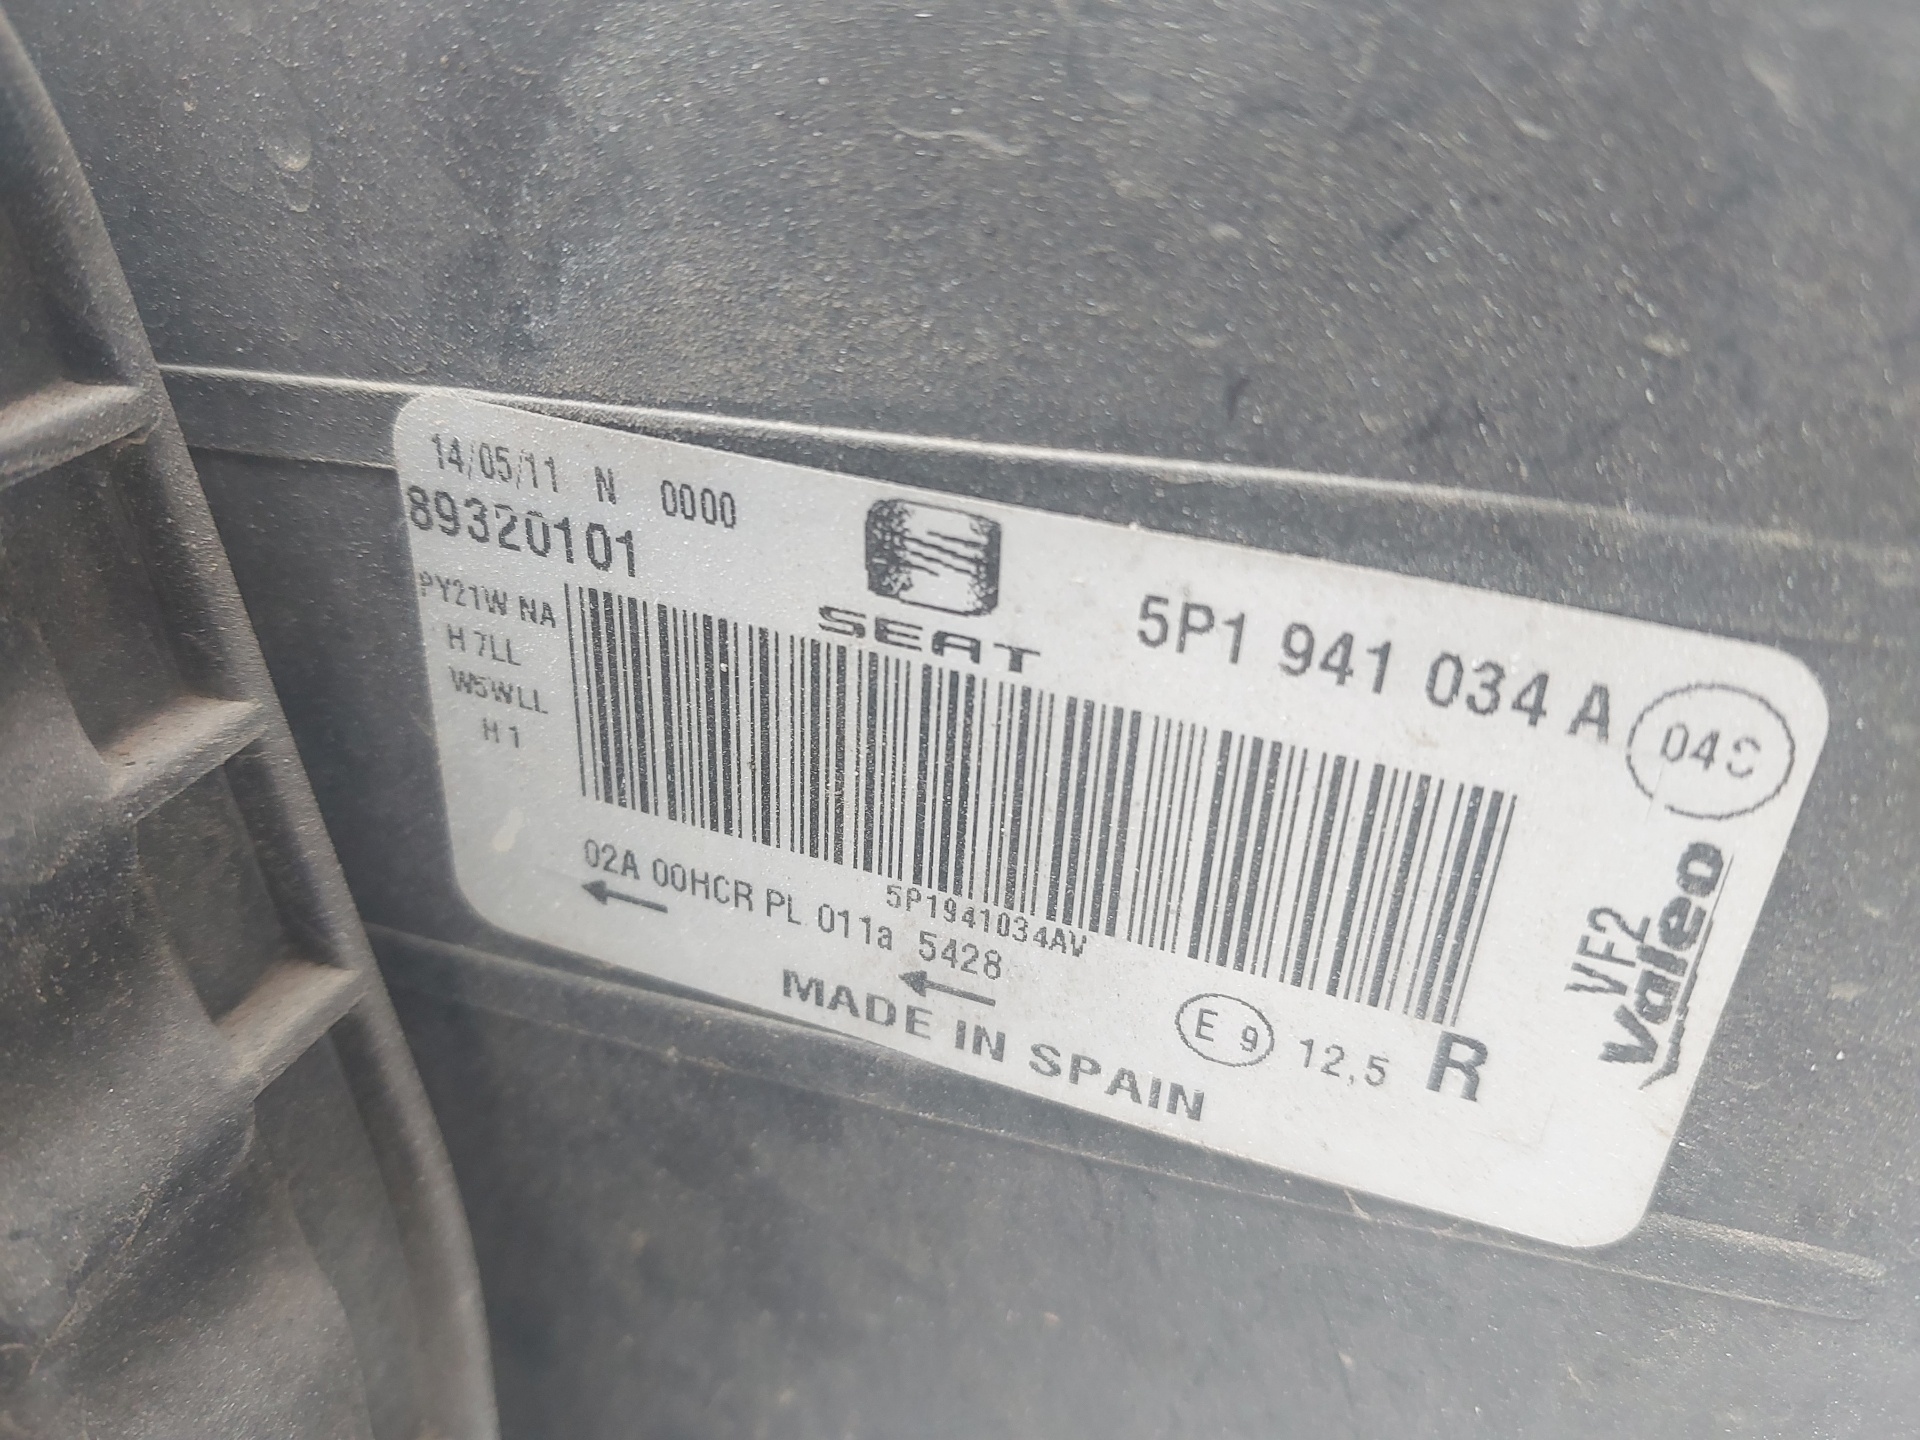 14/05/11 N 0000
89320101
SEAT
5P1 941 034 A
PY21W NA
H 7LL
W5WLL
H 1
5P1941034AV
02A 00HCR PL 011a 5428
E 9 12,5 R
MADE IN SPAIN
VF2
Valeo